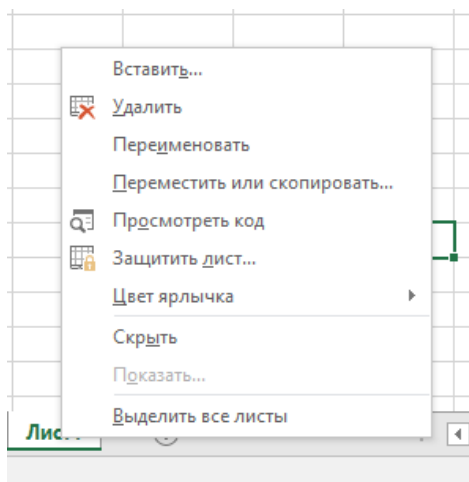 Вставить...
Удалить
Переименовать
Переместить или скопировать...
Просмотреть код
Защитить лист...
Цвет ярлычка
Скрыть
Показать...
Выделить все листы